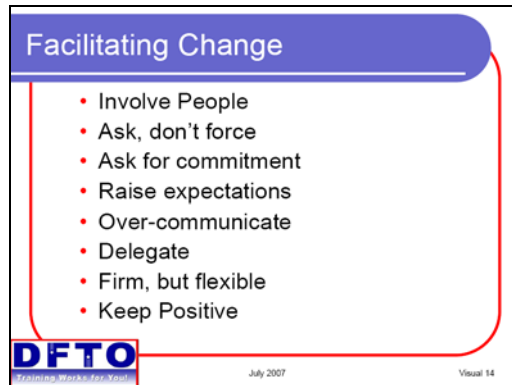 Facilitating Change
• Involve People
• Ask, don't force
• Ask for commitment
• Raise expectations
• Over-communicate
• Delegate
• Firm, but flexible
• Keep Positive
DFTO
Training Works for You!
July 2007
Visual 14